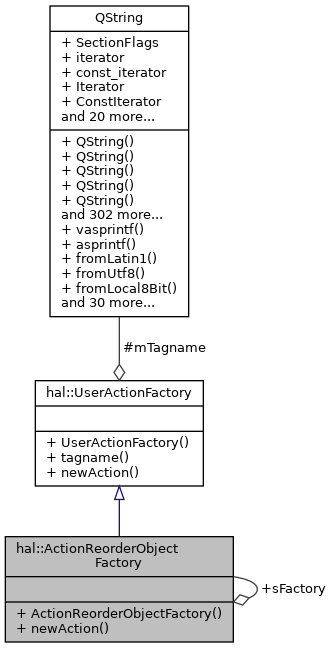 QString
+ SectionFlags
+ iterator
+ const_iterator
+ Iterator
+ ConstIterator
and 20 more...
+ QString()
+ QString()
+ QString()
+ QString()
+ QString()
and 302 more...
+ vasprintf()
+ asprintf()
+ fromLatin1()
+ fromUtf8()
+ fromLocal8Bit()
and 30 more...
#mTagname
hal::UserActionFactory
+ UserActionFactory()
+ tagname()
+ newAction()
hal::ActionReorderObject
Factory
+sFactory
+ ActionReorderObjectFactory()
+ newAction()